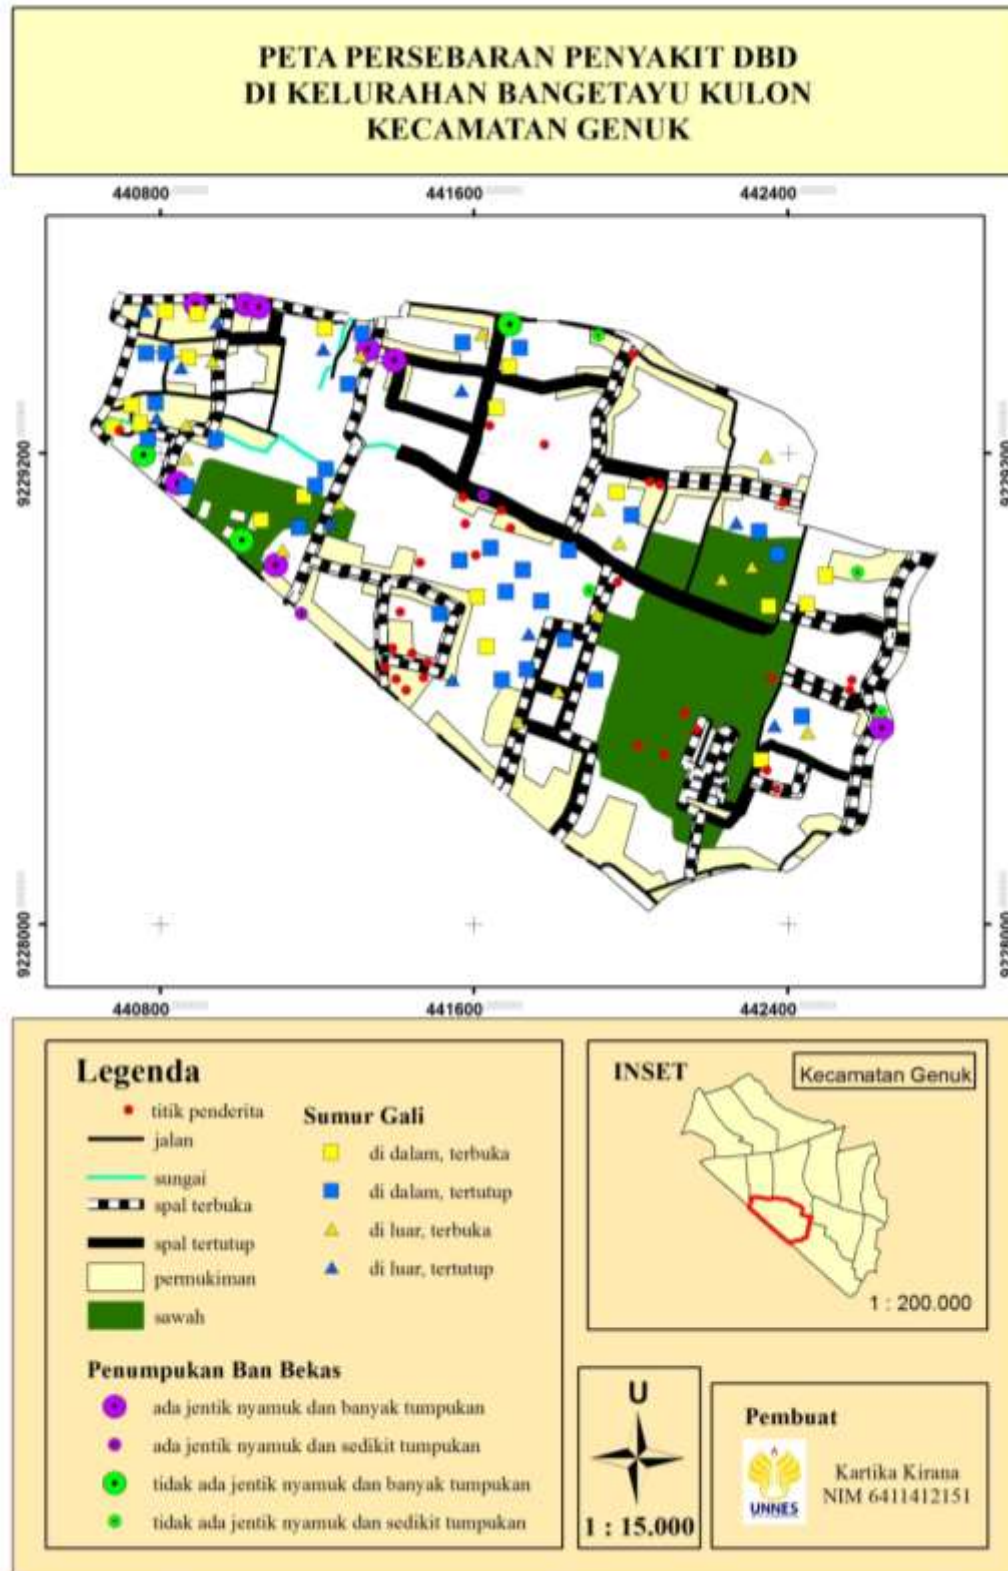 PETA PERSEBARAN PENYAKIT DBD
DI KELURAHAN BANGETAYU KULON
KECAMATAN GENUK
440800
441600
442400
9229200
9229200
9228000
9228000
440800
441600
442400
Legenda
titik penderita
jalan
sungai
spal terbuka
spal tertutup
permukiman
sawah
Sumur Gali
di dalam, terbuka
di dalam, tertutup
di luar, terbuka
di luar, tertutup
Penumpukan Ban Bekas
ada jentik nyamuk dan banyak tumpukan
ada jentik nyamuk dan sedikit tumpukan
tidak ada jentik nyamuk dan banyak tumpukan
tidak ada jentik nyamuk dan sedikit tumpukan
INSET
Kecamatan Genuk
1 : 200.000
U
1 : 15.000
Pembuat
UNNES
Kartika Kirana
NIM 6411412151